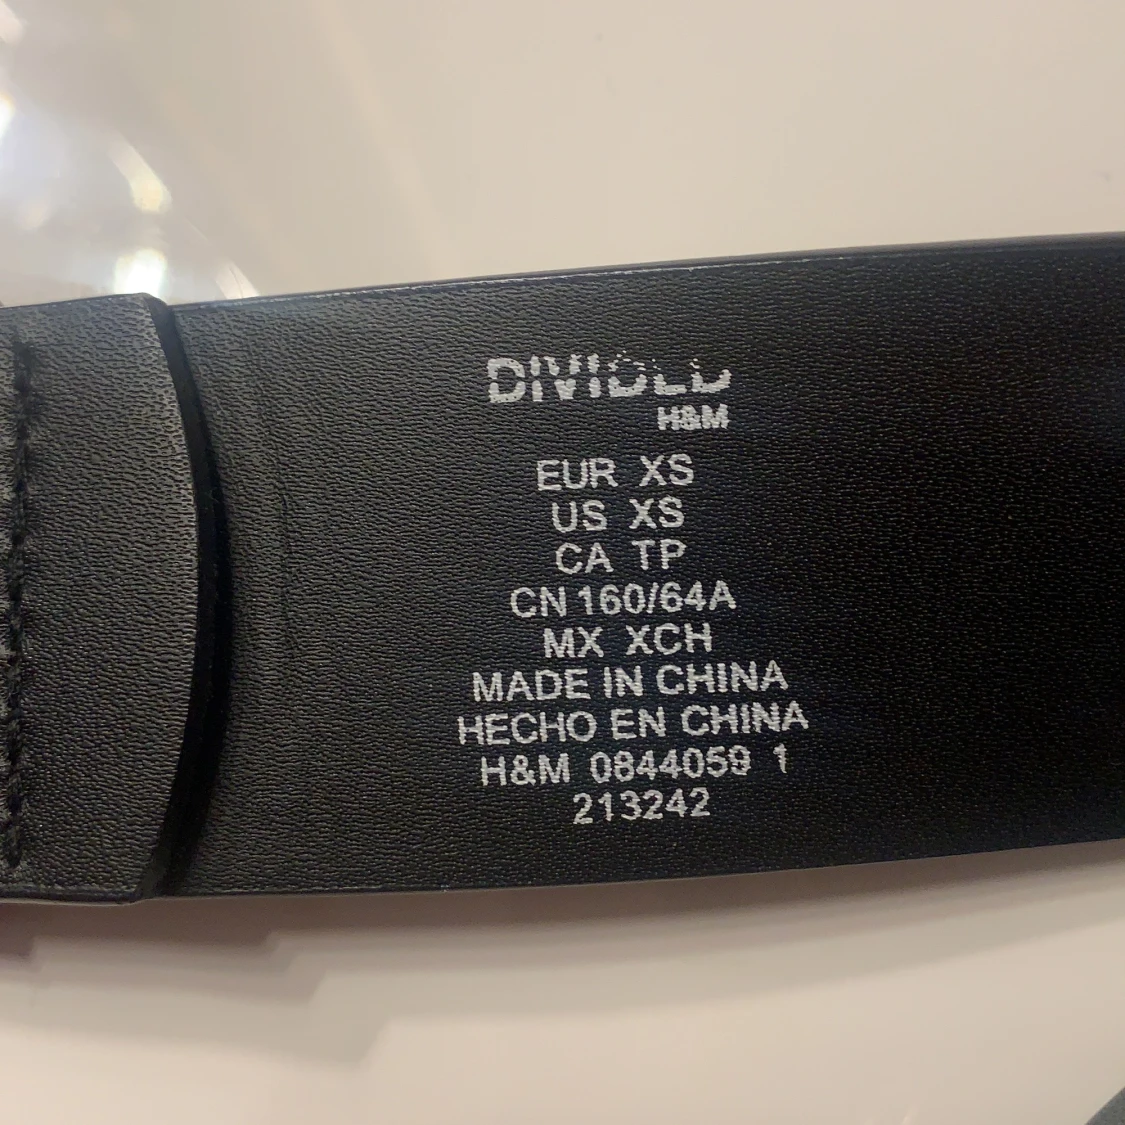 DIVIDED
H&M
EUR XS
US XS
CA TP
CN 160/64A
MX XCH
MADE IN CHINA
HECHO EN CHINA
H&M 0844059 1
213242